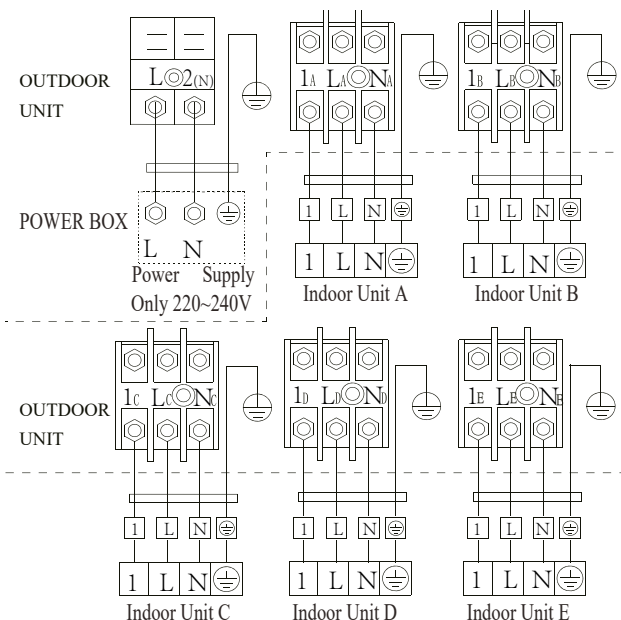 OUTDOOR
UNIT
L 2(N)
1A LA NA
1B LB NB
POWER BOX
L N
Power Supply
Only 220~240V
1 L N
1 L N
Indoor Unit A
1 L N
1 L N
Indoor Unit B
OUTDOOR
UNIT
1C LC NC
1D LD ND
1E LE NE
1 L N
1 L N
Indoor Unit C
1 L N
1 L N
Indoor Unit D
1 L N
1 L N
Indoor Unit E